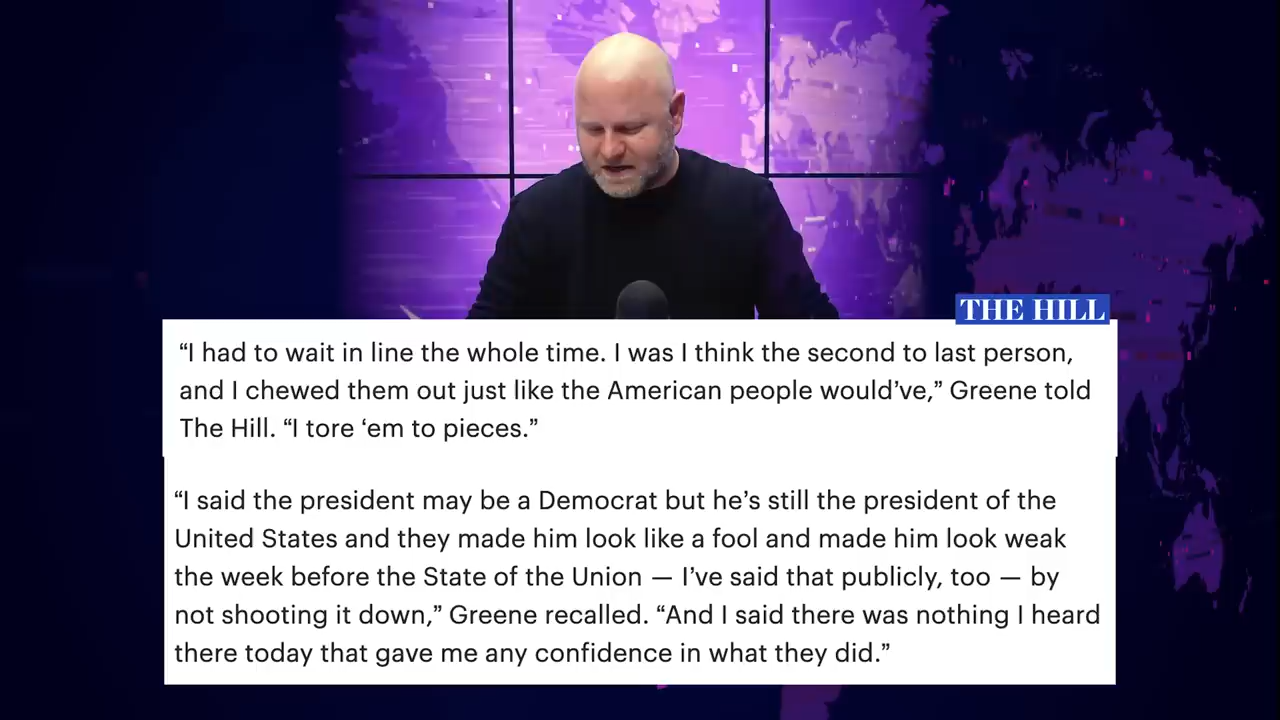 THE HILL
“I had to wait in line the whole time. I was I think the second to last person,
and I chewed them out just like the American people would’ve,” Greene told
The Hill. “I tore ‘em to pieces.”
“I said the president may be a Democrat but he’s still the president of the
United States and they made him look like a fool and made him look weak
the week before the State of the Union — I’ve said that publicly, too — by
not shooting it down,” Greene recalled. “And I said there was nothing I heard
there today that gave me any confidence in what they did.”